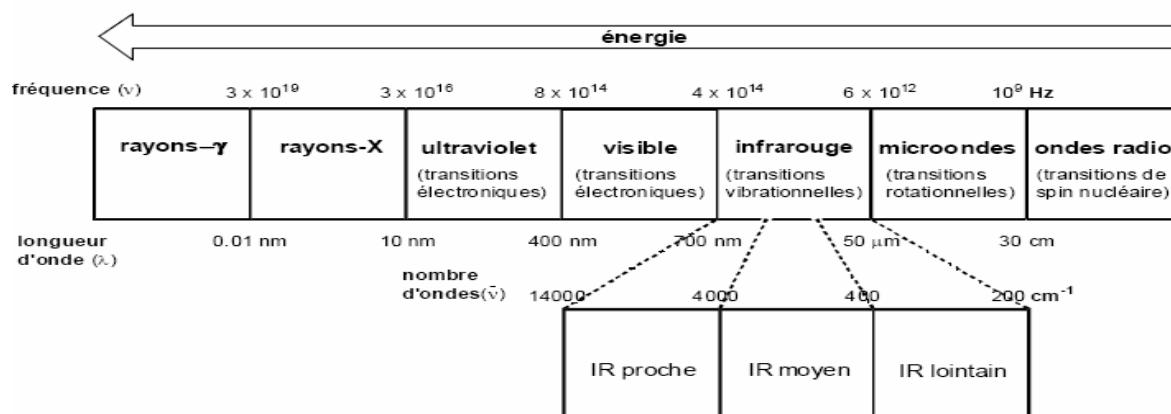 énergie
fréquence (ν) 3 x 10¹⁹ 3 x 10¹⁶ 8 x 10¹⁴ 4 x 10¹⁴ 6 x 10¹² 10⁹ Hz
rayons–γ rayons-X ultraviolet visible infrarouge microondes ondes radio
(transitions (transitions (transitions (transitions (transitions de
électroniques) électroniques) vibrationnelles) rotationnelles) spin nucléaire)
longueur 0.01 nm 10 nm 400 nm 700 nm 50 μm 30 cm
d'onde (λ)
nombre
d'ondes(ν̄) 14000 4000 400 200 cm⁻¹
IR proche IR moyen IR lointain